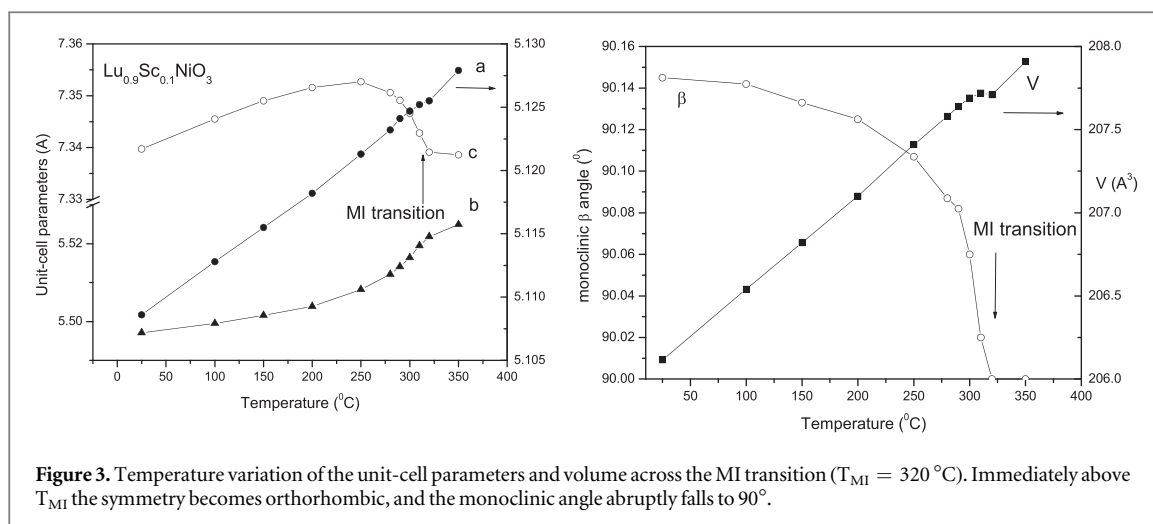 7.36
7.35
7.34
7.33
5.52
5.50
Unit-cell parameters (A)
Lu0.9Sc0.1NiO3
a
c
b
MI transition
5.130
5.125
5.120
5.115
5.110
5.105
0 50 100 150 200 250 300 350 400
Temperature (⁰C)
90.16
90.14
90.12
90.10
90.08
90.06
90.04
90.02
90.00
monoclinic β angle (⁰)
β
V
MI transition
208.0
207.5
207.0
206.5
206.0
V (A³)
50 100 150 200 250 300 350 400
Temperature (⁰C)
Figure 3. Temperature variation of the unit-cell parameters and volume across the MI transition (TMI = 320 °C). Immediately above
TMI the symmetry becomes orthorhombic, and the monoclinic angle abruptly falls to 90°.